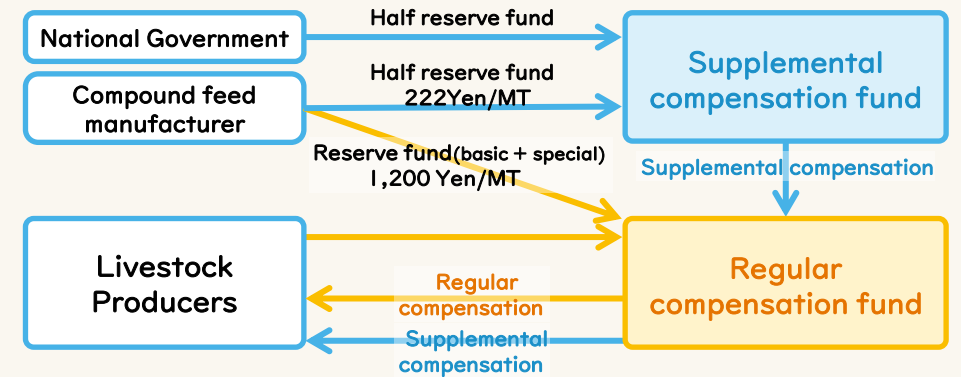 Half reserve fund
National Government
Half reserve fund
222Yen/MT
Compound feed
manufacturer
Supplemental
compensation fund
Reserve fund(basic + special)
1,200 Yen/MT
Supplemental compensation
Livestock
Producers
Regular
compensation
Supplemental
compensation
Regular
compensation fund